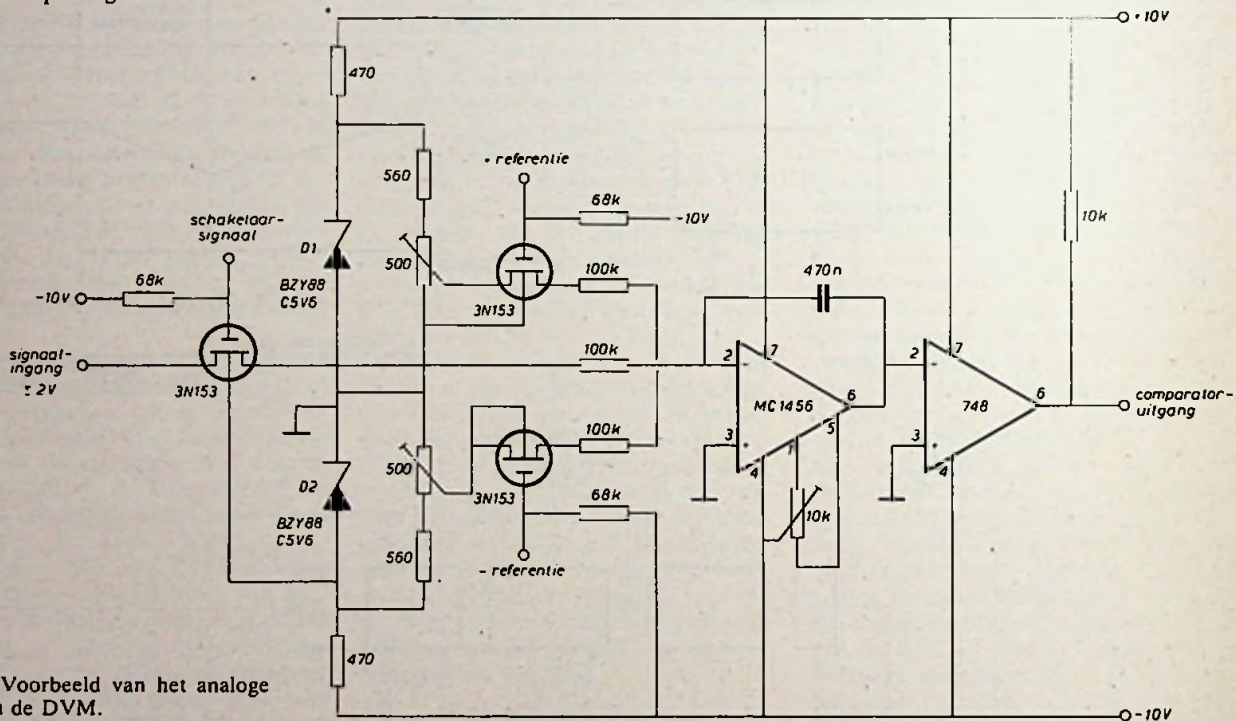 +10V
470
+ referentie
560
68k
-10V
10k
schakelaar-
signaal
D1
500
100k
470n
BZY88
C5V6
3N153
68k
-10V
signaal-
ingang
± 2V
3N153
100k
2
7
MC1456
6
5
3
4
1
2
7
748
6
3
4
comparator-
uitgang
100k
500
3N153
D2
68k
10k
BZY88
C5V6
560
- referentie
470
Voorbeeld van het analoge
de DVM.
-10V